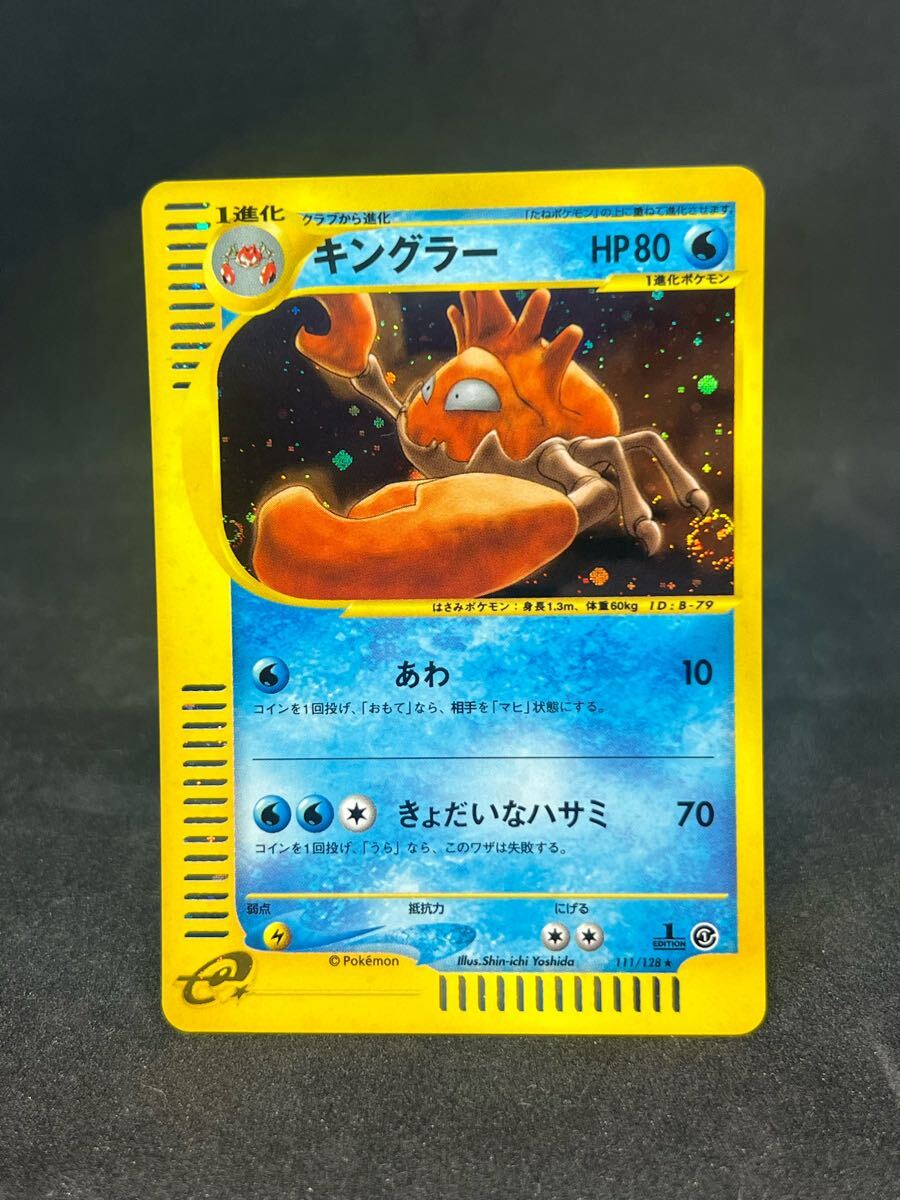 1進化
クラブから進化
「たねポケモン」の上に重ねて進化させます。
キングラー HP80
1進化ポケモン
はさみポケモン：身長1.3m、体重60kg ID:B-79
あわ 10
コインを1回投げ、「おもて」なら、相手を「マヒ」状態にする。
きょだいなハサミ 70
コインを1回投げ、「うら」なら、このワザは失敗する。
弱点 抵抗力 にげる
1 EDITION
© Pokémon Illus.Shin-ichi Yoshida 111/128 ★